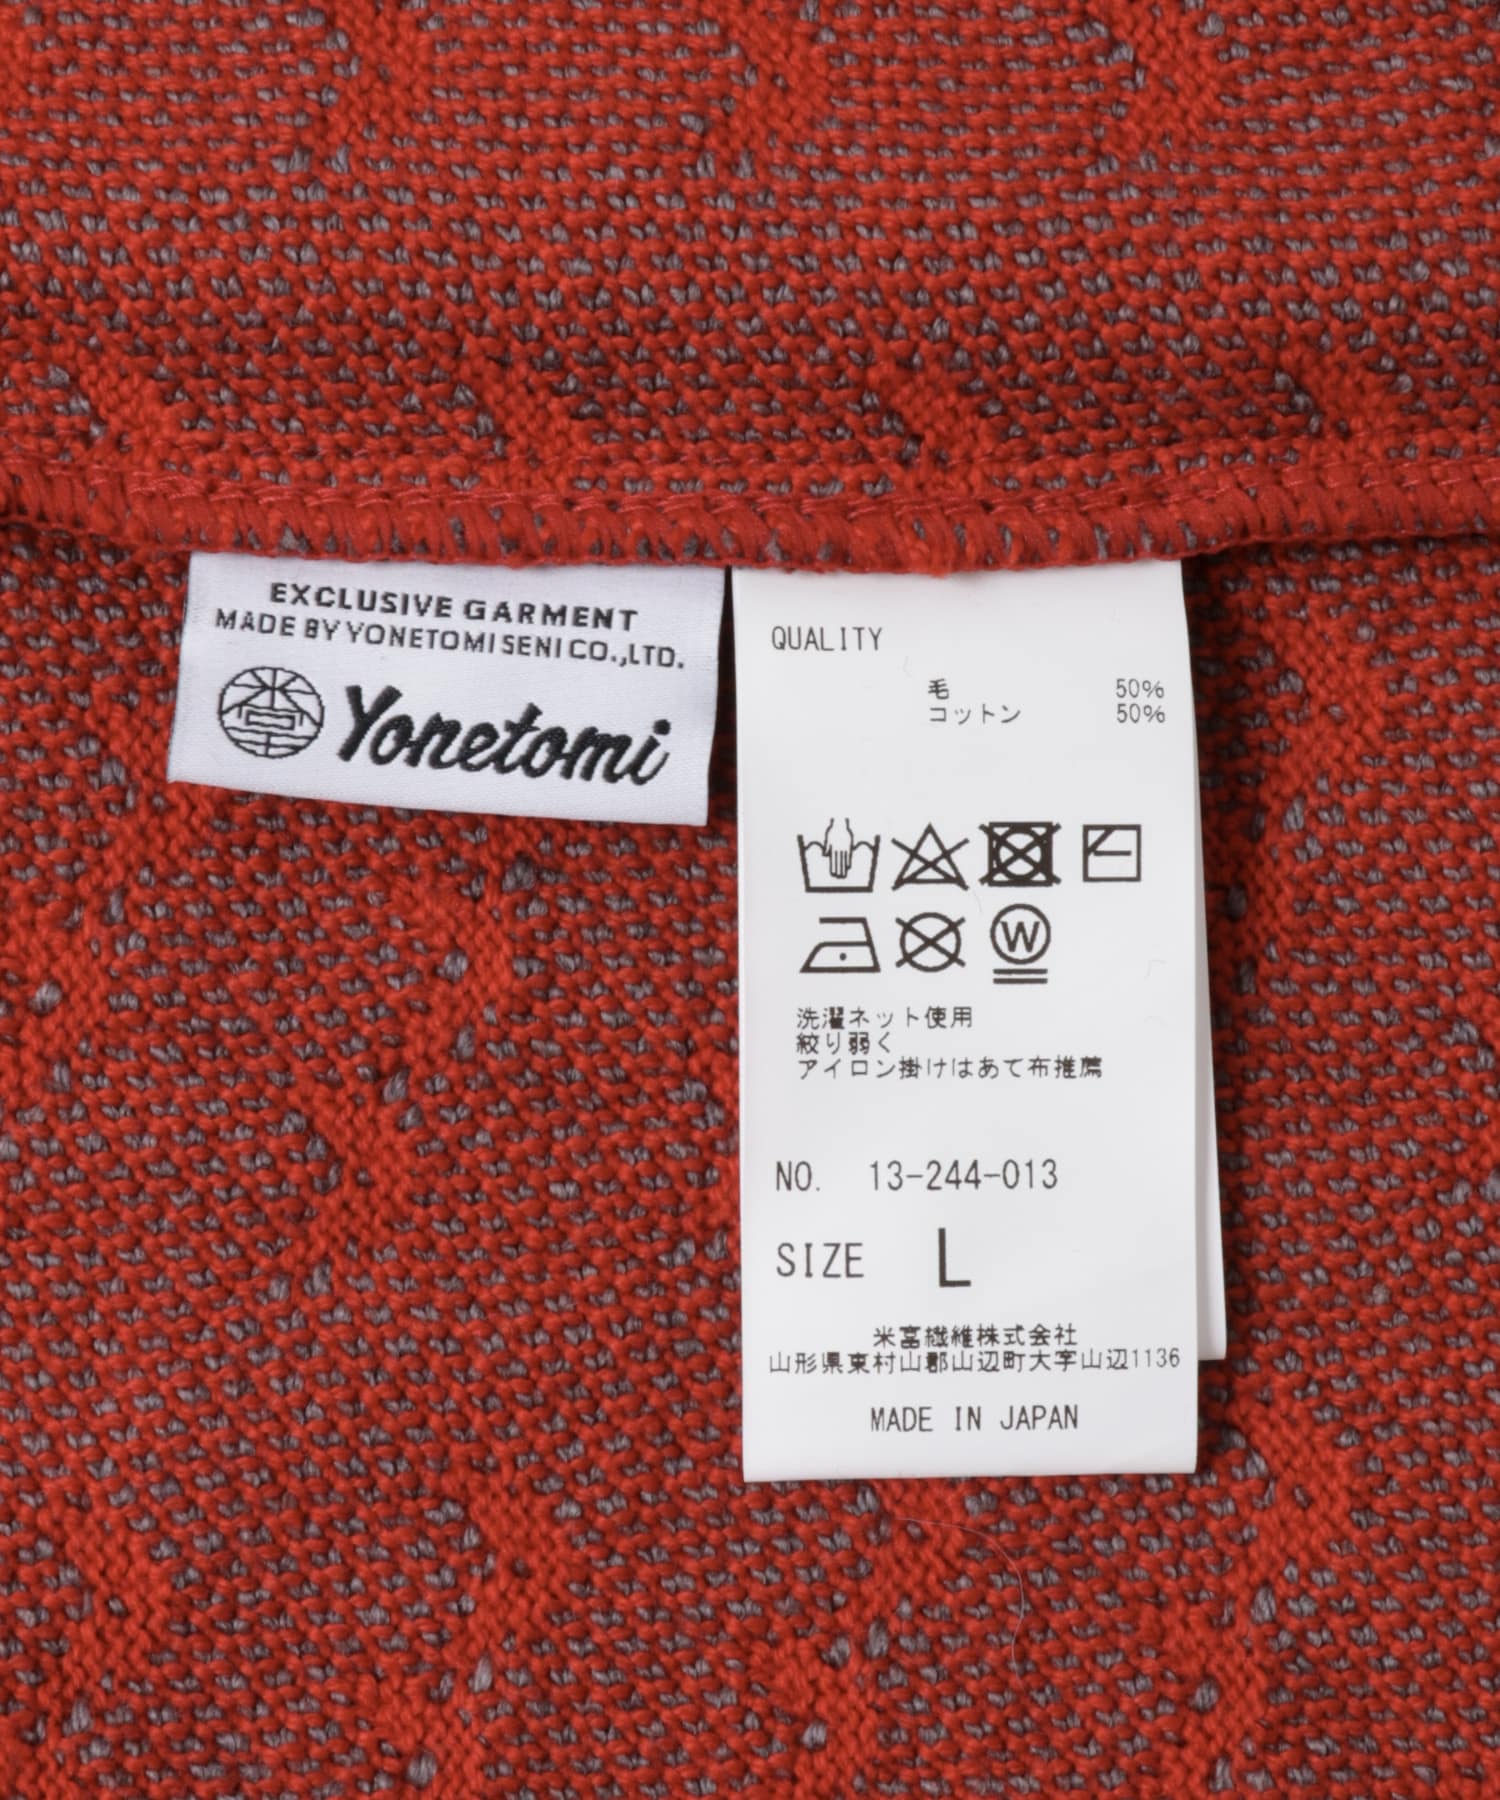 EXCLUSIVE GARMENT
MADE BY YONETOMI SENI CO.,LTD.
Yonetomi
QUALITY
毛 50%
コットン 50%
W
洗濯ネット使用
絞り弱く
アイロン掛けはあて布推薦
NO. 13-244-013
SIZE L
米富繊維株式会社
山形県東村山郡山辺町大字山辺1136
MADE IN JAPAN